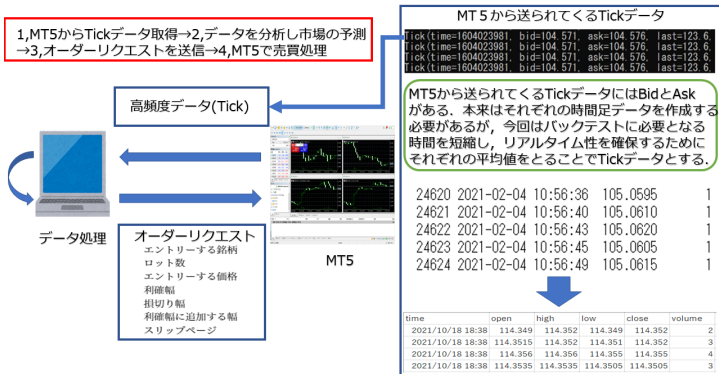 1,MT5からTickデータ取得→2,データを分析し市場の予測
→3,オーダーリクエストを送信→4,MT5で売買処理
高頻度データ(Tick)
データ処理
MT5
オーダーリクエスト
エントリーする銘柄
ロット数
エントリーする価格
利確幅
損切り幅
利確幅に追加する幅
スリップページ
MT５から送られてくるTickデータ
Tick(time=1604023981, bid=104.571, ask=104.576, last=123.6,
Tick(time=1604023981, bid=104.571, ask=104.576, last=123.6,
Tick(time=1604023981, bid=104.571, ask=104.576, last=123.6,
Tick(time=1604023981, bid=104.571, ask=104.576, last=123.6,
MT5から送られてくるTickデータにはBidとAsk
がある．本来はそれぞれの時間足データを作成する
必要があるが，今回はバックテストに必要となる
時間を短縮し，リアルタイム性を確保するために
それぞれの平均値をとることでTickデータとする．
24620 2021-02-04 10:56:36 105.0595 1
24621 2021-02-04 10:56:40 105.0610 1
24622 2021-02-04 10:56:43 105.0620 1
24623 2021-02-04 10:56:45 105.0605 1
24624 2021-02-04 10:56:49 105.0615 1
time open high low close volume
2021/10/18 18:38 114.349 114.352 114.349 114.352 2
2021/10/18 18:38 114.3515 114.352 114.351 114.352 3
2021/10/18 18:38 114.356 114.356 114.355 114.355 4
2021/10/18 18:38 114.3535 114.3535 114.3505 114.3505 3